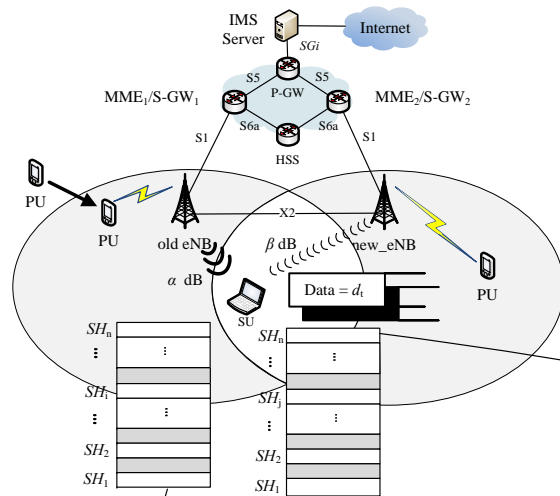 IMS
Server
Internet
SGi
S5
S5
P-GW
MME₁/S-GW₁
MME₂/S-GW₂
S6a
S6a
HSS
S1
S1
PU
PU
X2
old eNB
new_eNB
β dB
α dB
PU
SU
Data = dₜ
SHₙ
⋮
⋮
SHᵢ
⋮
⋮
SH₂
SH₁
SHₙ
⋮
⋮
SHⱼ
⋮
⋮
SH₂
SH₁